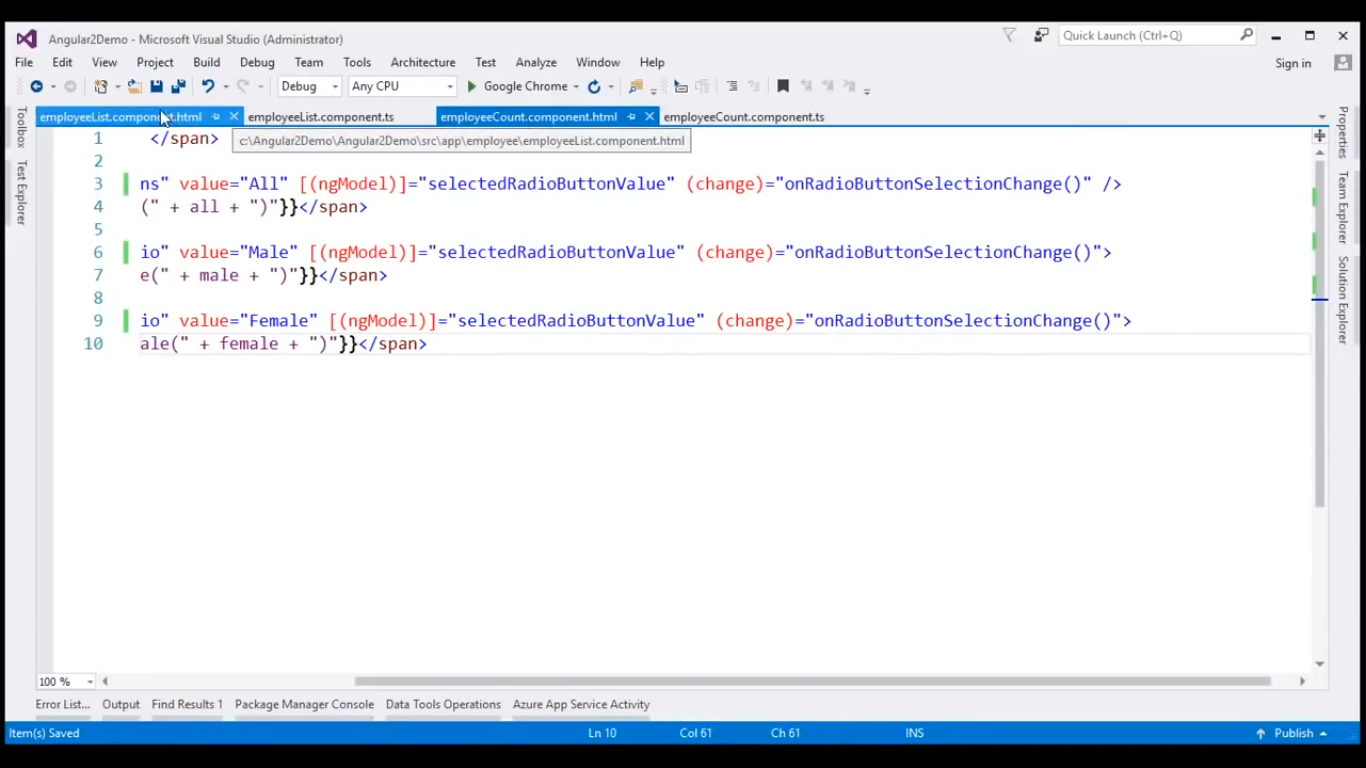 Angular2Demo - Microsoft Visual Studio (Administrator)
Quick Launch (Ctrl+Q)
File Edit View Project Build Debug Team Tools Architecture Test Analyze Window Help
Sign in
Debug Any CPU Google Chrome
employeeList.component.html employeeList.component.ts employeeCount.component.html employeeCount.component.ts
c:\Angular2Demo\Angular2Demo\src\app\employee\employeeList.component.html
1 </span>
2
3 ns" value="All" [(ngModel)]="selectedRadioButtonValue" (change)="onRadioButtonSelectionChange()" />
4 (" + all + ")"}}</span>
5
6 io" value="Male" [(ngModel)]="selectedRadioButtonValue" (change)="onRadioButtonSelectionChange()">
7 e(" + male + ")"}}</span>
8
9 io" value="Female" [(ngModel)]="selectedRadioButtonValue" (change)="onRadioButtonSelectionChange()">
10 ale(" + female + ")"}}</span>
Toolbox
Test Explorer
Properties
Team Explorer
Solution Explorer
100 %
Error List... Output Find Results 1 Package Manager Console Data Tools Operations Azure App Service Activity
Item(s) Saved Ln 10 Col 61 Ch 61 INS Publish